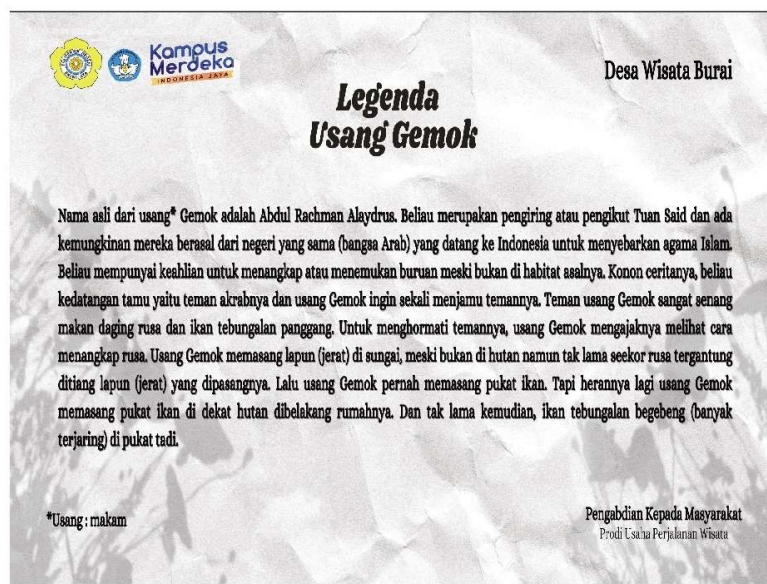 Kampus
Merdeka
INDONESIA JAYA
Desa Wisata Burai
Legenda
Usang Gemok
Nama asli dari usang* Gemok adalah Abdul Rachman Alaydrus. Beliau merupakan pengiring atau pengikut Tuan Said dan ada
kemungkinan mereka berasal dari negeri yang sama (bangsa Arab) yang datang ke Indonesia untuk menyebarkan agama Islam.
Beliau mempunyai keahlian untuk menangkap atau menemukan buruan meski bukan di habitat asalnya. Konon ceritanya, beliau
kedatangan tamu yaitu teman akrabnya dan usang Gemok ingin sekali menjamu temannya. Teman usang Gemok sangat senang
makan daging rusa dan ikan tebungalan panggang. Untuk menghormati temannya, usang Gemok mengajaknya melihat cara
menangkap rusa. Usang Gemok memasang lapun (jerat) di sungai, meski bukan di hutan namun tak lama seekor rusa tergantung
ditiang lapun (jerat) yang dipasangnya. Lalu usang Gemok pernah memasang pukat ikan. Tapi herannya lagi usang Gemok
memasang pukat ikan di dekat hutan dibelakang rumahnya. Dan tak lama kemudian, ikan tebungalan begebeng (banyak
terjaring) di pukat tadi.
*Usang : makam
Pengabdian Kepada Masyarakat
Prodi Usaha Perjalanan Wisata